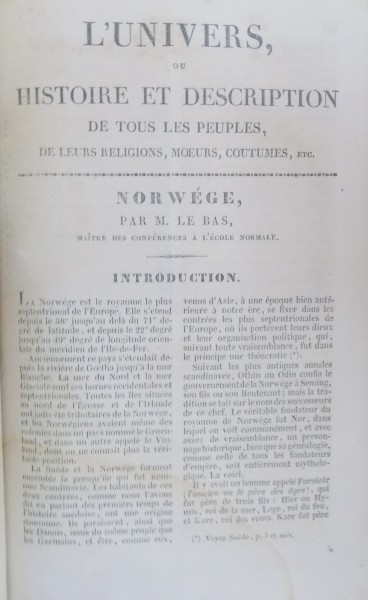 L'UNIVERS,
OU
HISTOIRE ET DESCRIPTION
DE TOUS LES PEUPLES,
DE LEURS RELIGIONS, MOEURS, COUTUMES, ETC.
NORWÉGE,
PAR M. LE BAS,
MAÎTRE DES CONFÉRENCES A L'ÉCOLE NORMALE.
INTRODUCTION.
LA Norwége est le royaume le plus
septentrional de l'Europe. Elle s'étend
depuis le 58e jusqu'au delà du 71e de-
gré de latitude, et depuis le 22e degré
jusqu'au 49e degré de longitude orien-
tale du méridien de l'Ile-de-Fer.
Anciennement ce pays s'étendait de-
puis la rivière de Gœtha jusqu'à la mer
Blanche. La mer du Nord et la mer
Glaciale sont ses bornes occidentales et
septentrionales. Toutes les îles situées
au nord de l'Écosse et de l'Irlande
ont jadis été tributaires de la Norwége,
et les Norwégiens avaient même des
colonies dans un pays nommé le Groen-
land, et dans un autre appelé le Vin-
land, dont on ne connaît plus la véri-
table position.
La Suède et la Norwége forment
ensemble la presqu'île qui fut nom-
mée Scandinavie. Les habitants de ces
deux contrées, comme nous l'avons
dit en parlant des premiers temps de
l'histoire suédoise, ont une origine
commune. Ils paraissent, ainsi que
les Danois, issus du même peuple que
les Germains, et être, comme eux,
venus d'Asie, à une époque bien anté-
rieure à notre ère, se fixer dans les
contrées les plus septentrionales de
l'Europe, où ils portèrent leurs dieux
et leur organisation politique, qui,
suivant toute vraisemblance, fut dans
le principe une théocratie (*).
Suivant les plus antiques annales
scandinaves, Othin ou Odin confia le
gouvernement de la Norwége à Seming,
son fils ou son lieutenant; mais la tra-
dition se tait sur le nom des successeurs
de ce chef. Le véritable fondateur du
royaume de Norwége fut Nor, dans
lequel on voit communément, et avec
assez de vraisemblance, un person-
nage historique, bien que sa généalogie,
comme celle de tous les fondateurs
d'empire, soit entièrement mytholo-
gique. La voici.
Il y avait un homme appelé Forniotr
(l'ancien ou le père des âges), qui
fut père de trois fils : Hier ou Hy-
mis, roi de la mer, Loge, roi du feu,
et Kare, roi des vents. Kare fut père
(*) Voyez Suède, p. 5 et suiv.